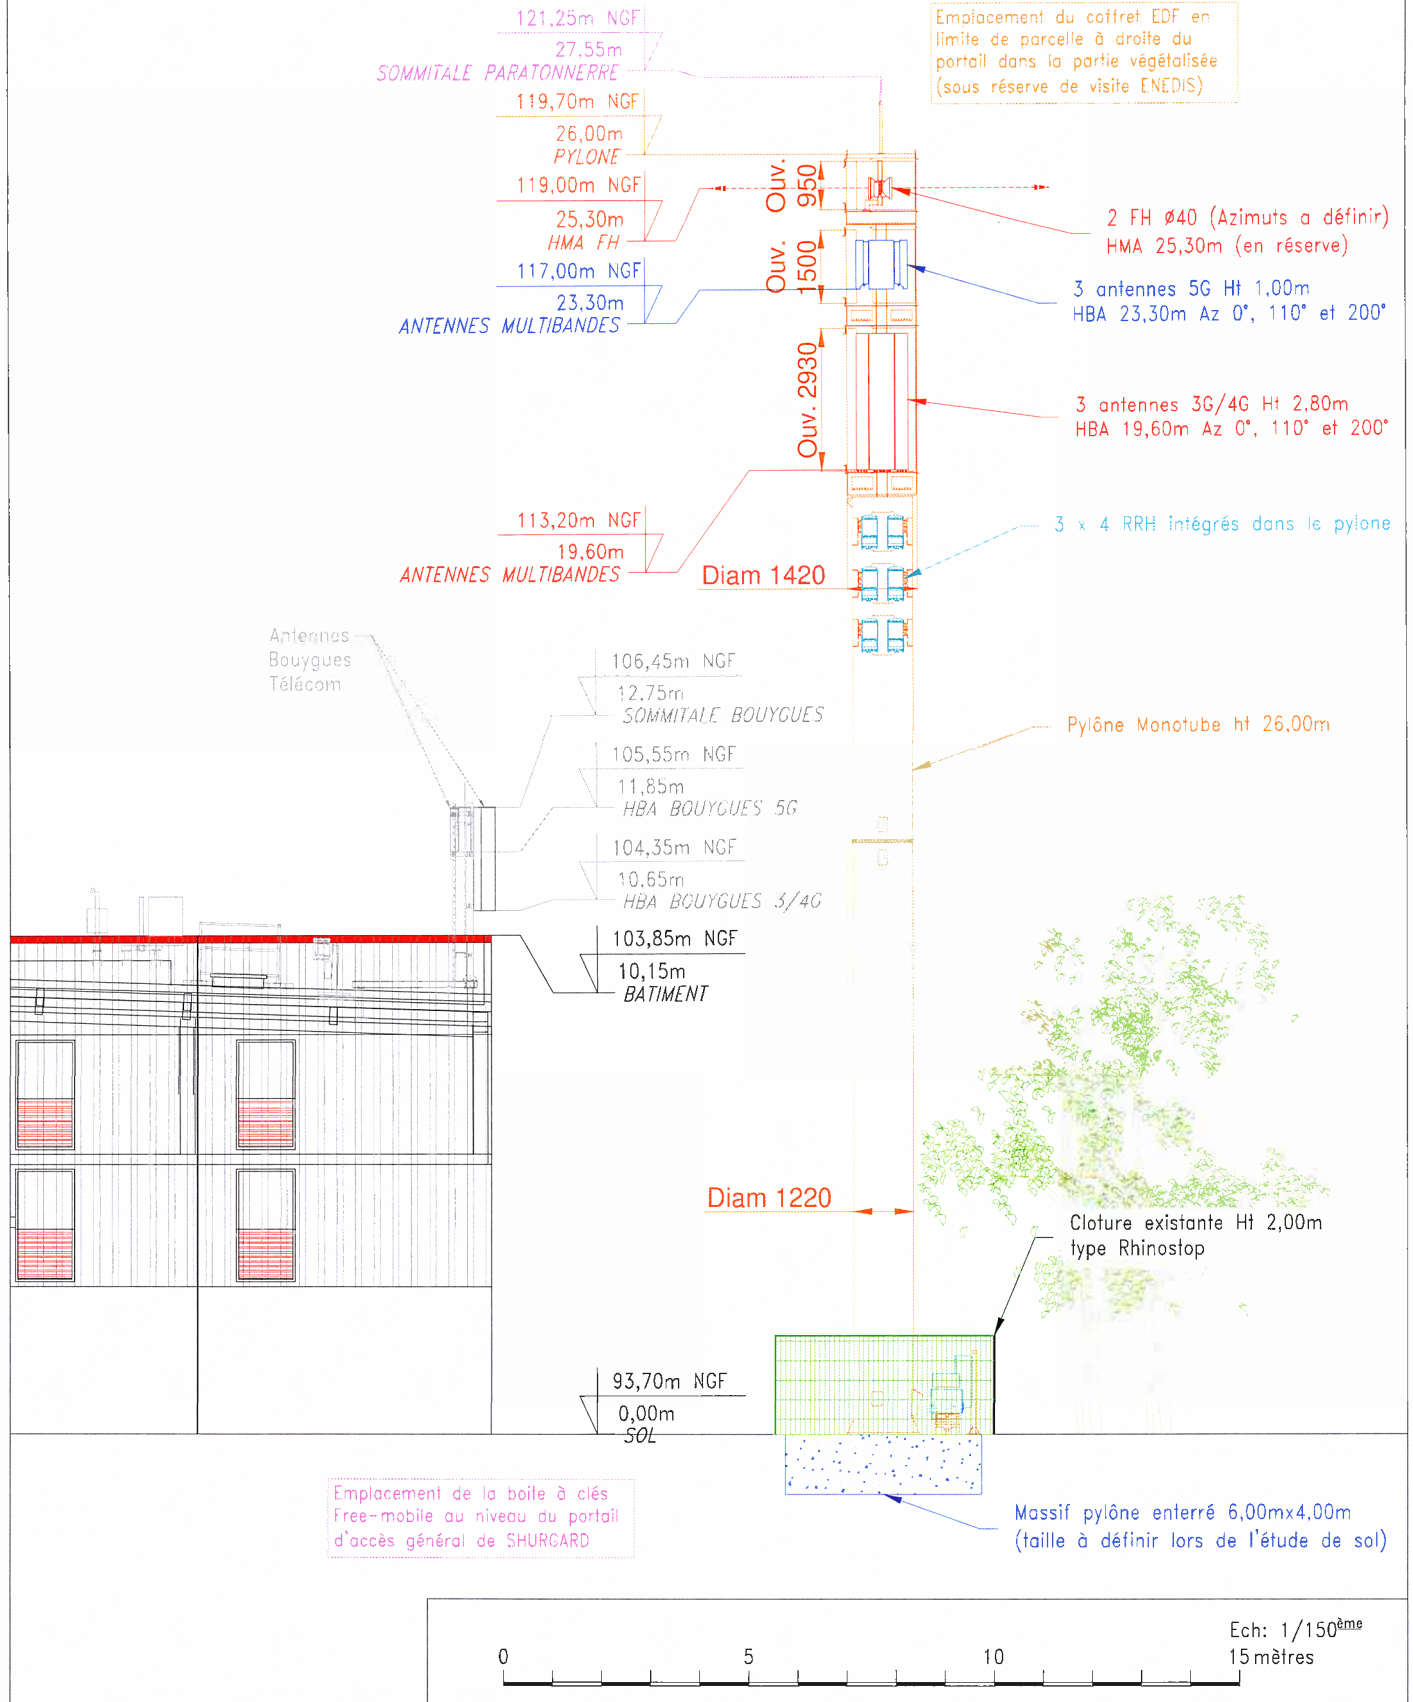 121,25m NGF
27,55m
SOMMITALE PARATONNERRE
Emplacement du coffret EDF en
limite de parcelle à droite du
portail dans la partie végétalisée
(sous réserve de visite ENEDIS)
119,70m NGF
26,00m
PYLONE
119,00m NGF
25,30m
HMA FH
117,00m NGF
23,30m
ANTENNES MULTIBANDES
Ouv.
950
Ouv.
1500
Ouv. 2930
2 FH ø40 (Azimuts a définir)
HMA 25,30m (en réserve)
3 antennes 5G Ht 1,00m
HBA 23,30m Az 0°, 110° et 200°
3 antennes 3G/4G Ht 2,80m
HBA 19,60m Az 0°, 110° et 200°
113,20m NGF
19,60m
ANTENNES MULTIBANDES
3 x 4 RRH intégrés dans le pylone
Diam 1420
Antennes
Bouygues
Télécom
106,45m NGF
12,75m
SOMMITALE BOUYGUES
Pylône Monotube ht 26,00m
105,55m NGF
11,85m
HBA BOUYGUES 5G
104,35m NGF
10,65m
HBA BOUYGUES 3/4G
103,85m NGF
10,15m
BATIMENT
Diam 1220
Cloture existante Ht 2,00m
type Rhinostop
93,70m NGF
0,00m
SOL
Emplacement de la boite à clés
Free-mobile au niveau du portail
d'accès général de SHURGARD
Massif pylône enterré 6,00mx4,00m
(taille à définir lors de l'étude de sol)
Ech: 1/150ème
0 5 10 15 mètres